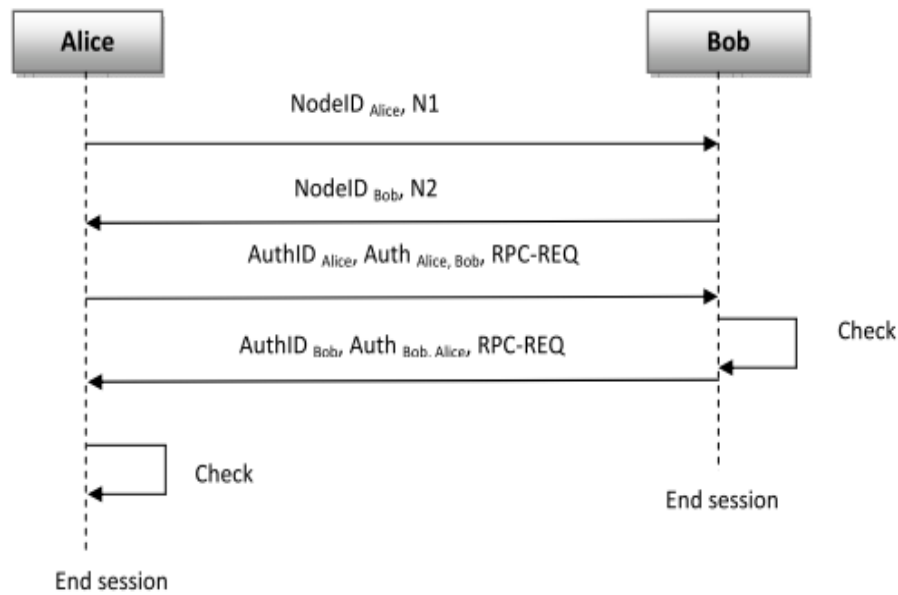 Alice
Bob
NodeID Alice, N1
NodeID Bob, N2
AuthID Alice, Auth Alice, Bob, RPC-REQ
Check
AuthID Bob, Auth Bob. Alice, RPC-REQ
Check
End session
End session